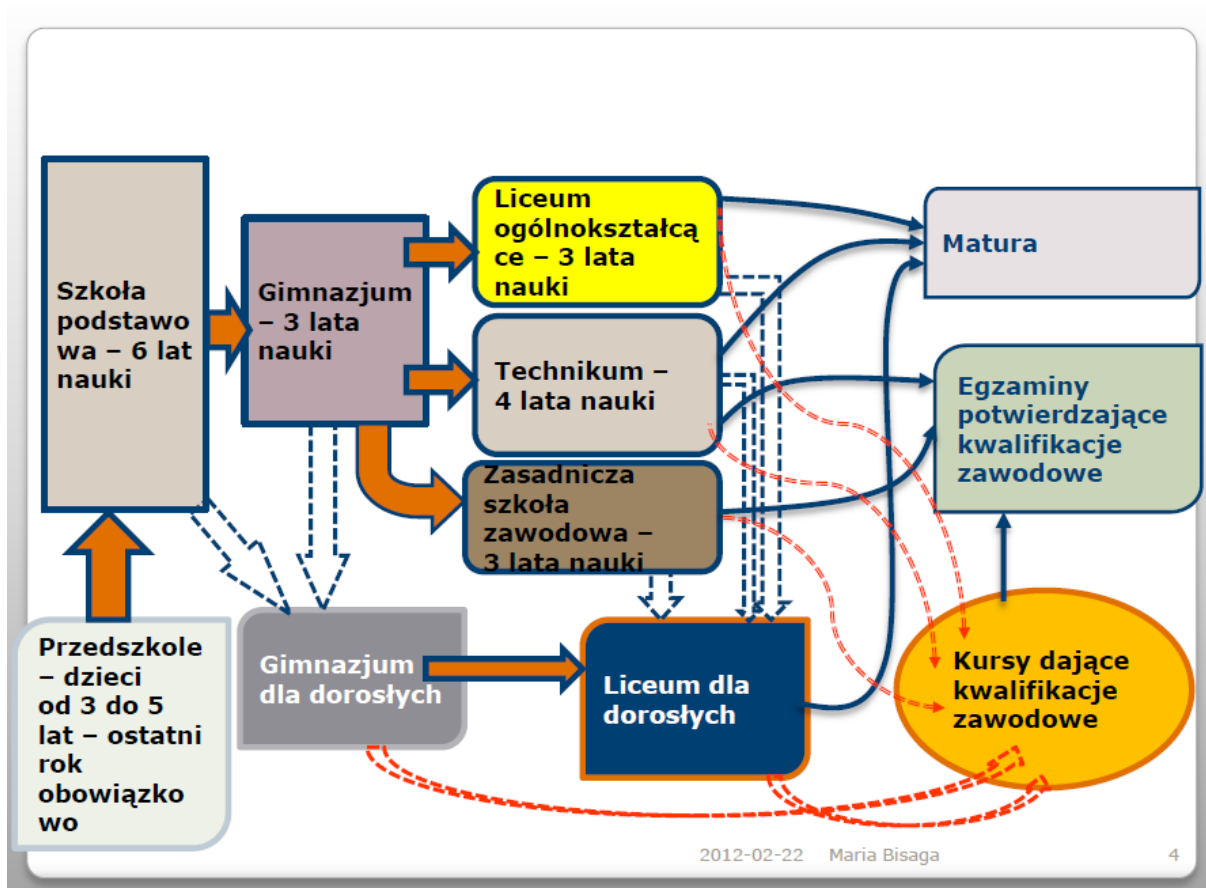 Szkoła
podstawo
wa – 6 lat
nauki
Gimnazjum
– 3 lata
nauki
Liceum
ogólnokształcą
ce – 3 lata
nauki
Technikum –
4 lata nauki
Zasadnicza
szkoła
zawodowa –
3 lata nauki
Matura
Egzaminy
potwierdzające
kwalifikacje
zawodowe
Przedszkole
– dzieci
od 3 do 5
lat – ostatni
rok
obowiązko
wo
Gimnazjum
dla dorosłych
Liceum dla
dorosłych
Kursy dające
kwalifikacje
zawodowe
2012-02-22 Maria Bisaga 4